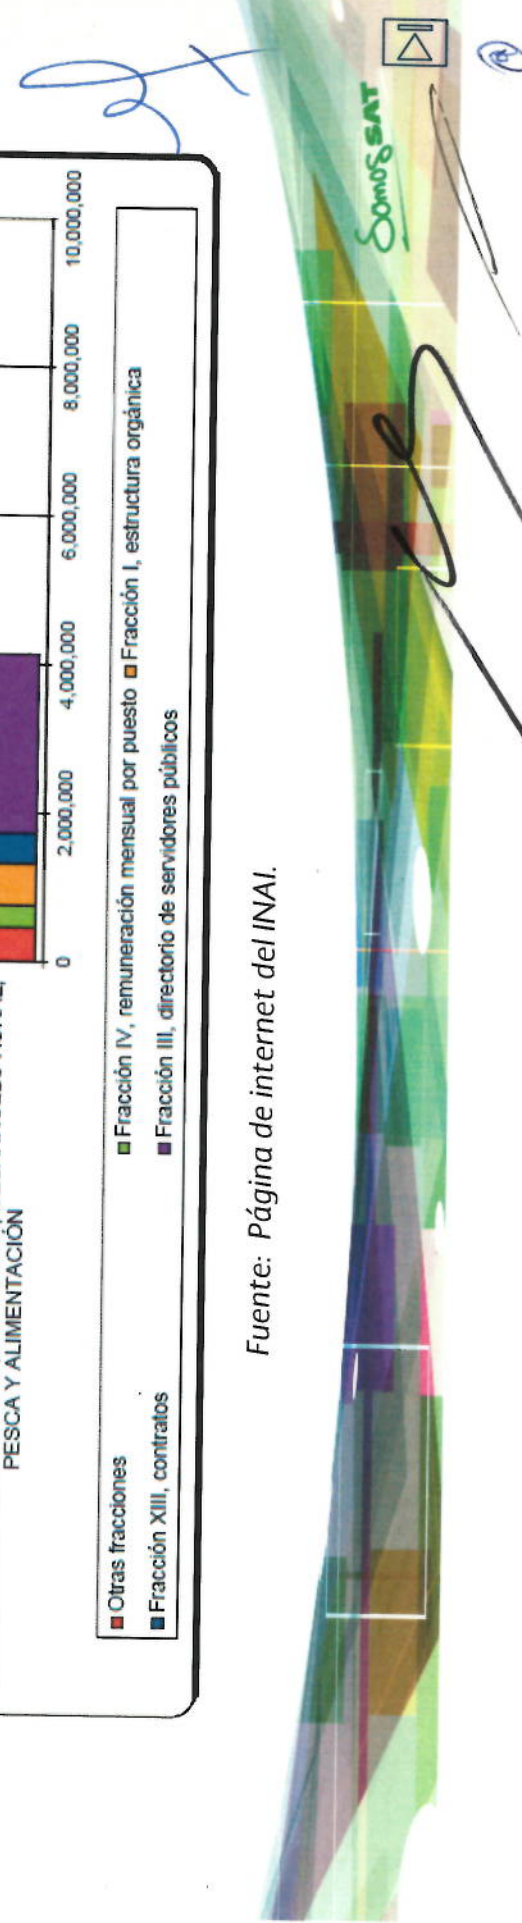 PESCA Y ALIMENTACIÓN
0 2,000,000 4,000,000 6,000,000 8,000,000 10,000,000
Otras fracciones
Fracción IV, remuneración mensual por puesto
Fracción I, estructura orgánica
Fracción XIII, contratos
Fracción III, directorio de servidores públicos
Fuente: Página de internet del INAI.
Somos SAT